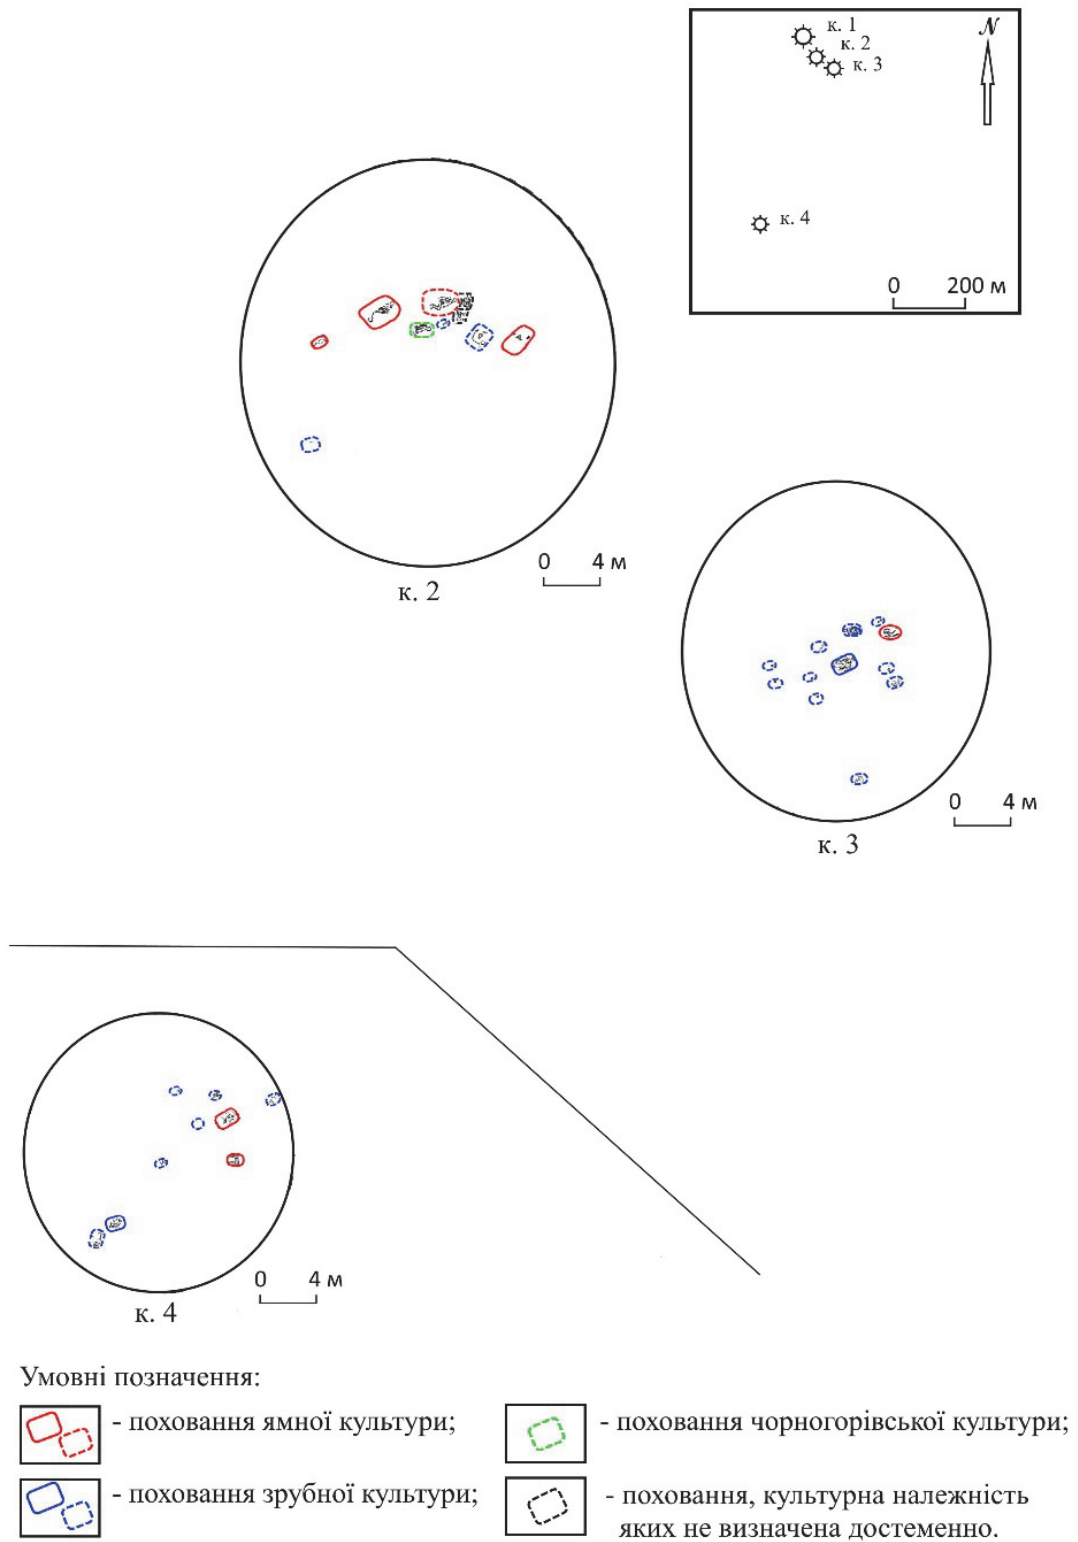 к. 1
к. 2
к. 3
N
к. 4
0 200 м
0 4 м
к. 2
0 4 м
к. 3
0 4 м
к. 4
Умовні позначення:
- поховання ямної культури;
- поховання чорногорівської культури;
- поховання зрубної культури;
- поховання, культурна належність
яких не визначена достеменно.